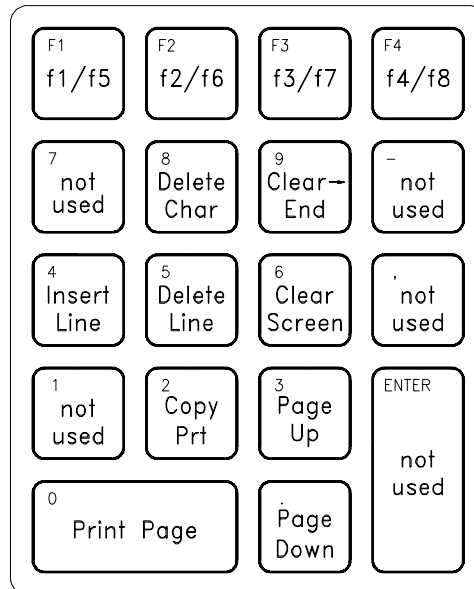 F1 F2 F3 F4
f1/f5 f2/f6 f3/f7 f4/f8
7 8 9 -
not Delete Clear→ not
used Char End used
4 5 6 ,
Insert Delete Clear not
Line Line Screen used
1 2 3 ENTER
not Copy Page
used Prt Up
not
used
0 .
Print Page Page
Down